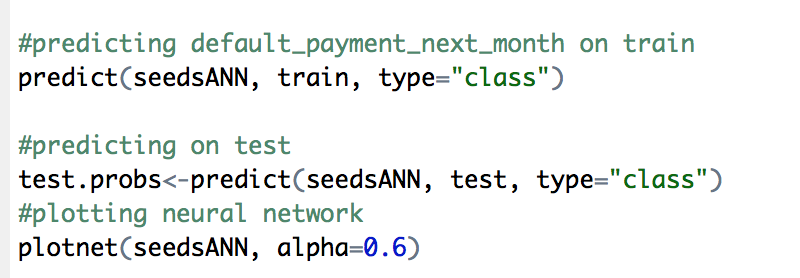 #predicting default_payment_next_month on train
predict(seedsANN, train, type="class")
#predicting on test
test.probs<-predict(seedsANN, test, type="class")
#plotting neural network
plotnet(seedsANN, alpha=0.6)